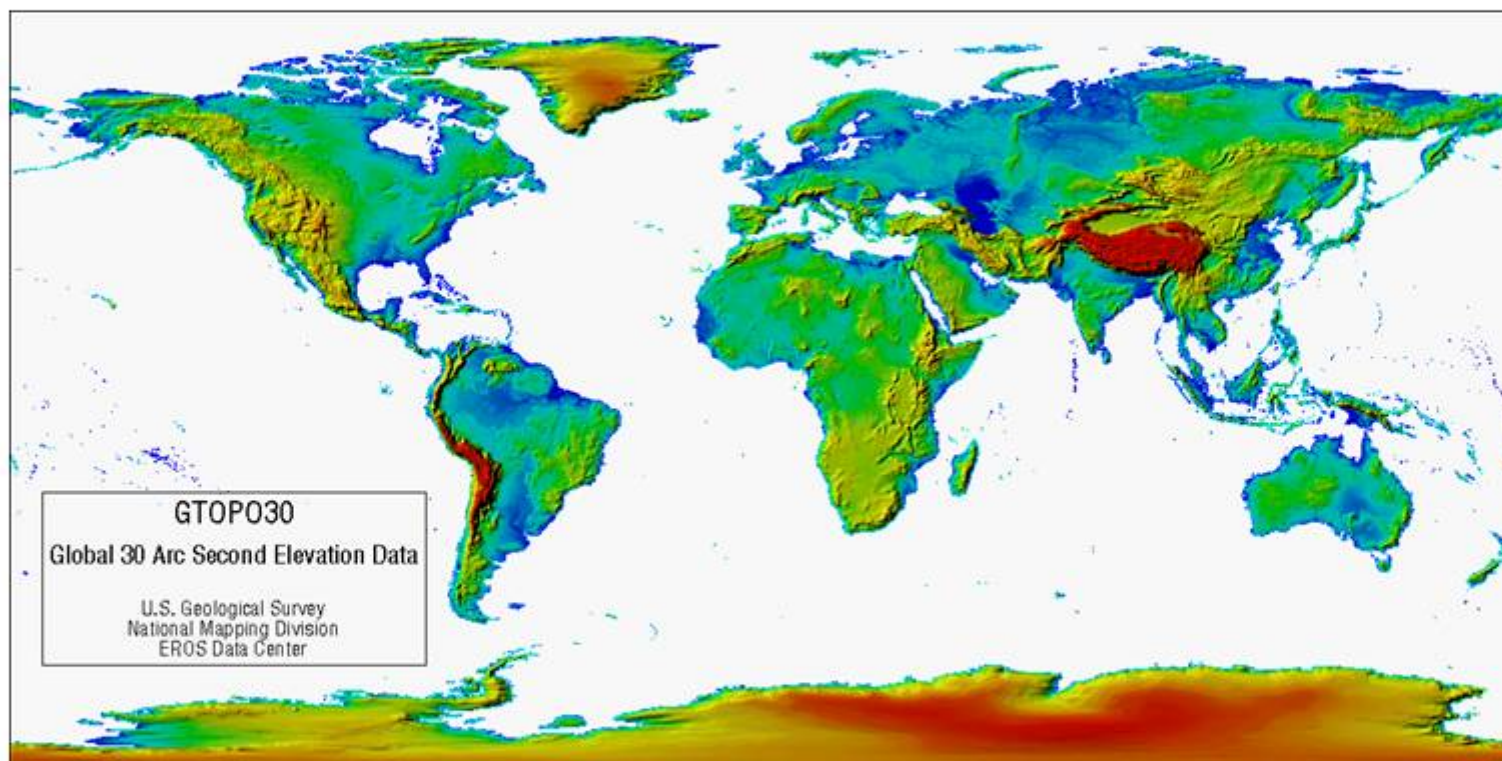 GTOPO30
Global 30 Arc Second Elevation Data
U.S. Geological Survey
National Mapping Division
EROS Data Center